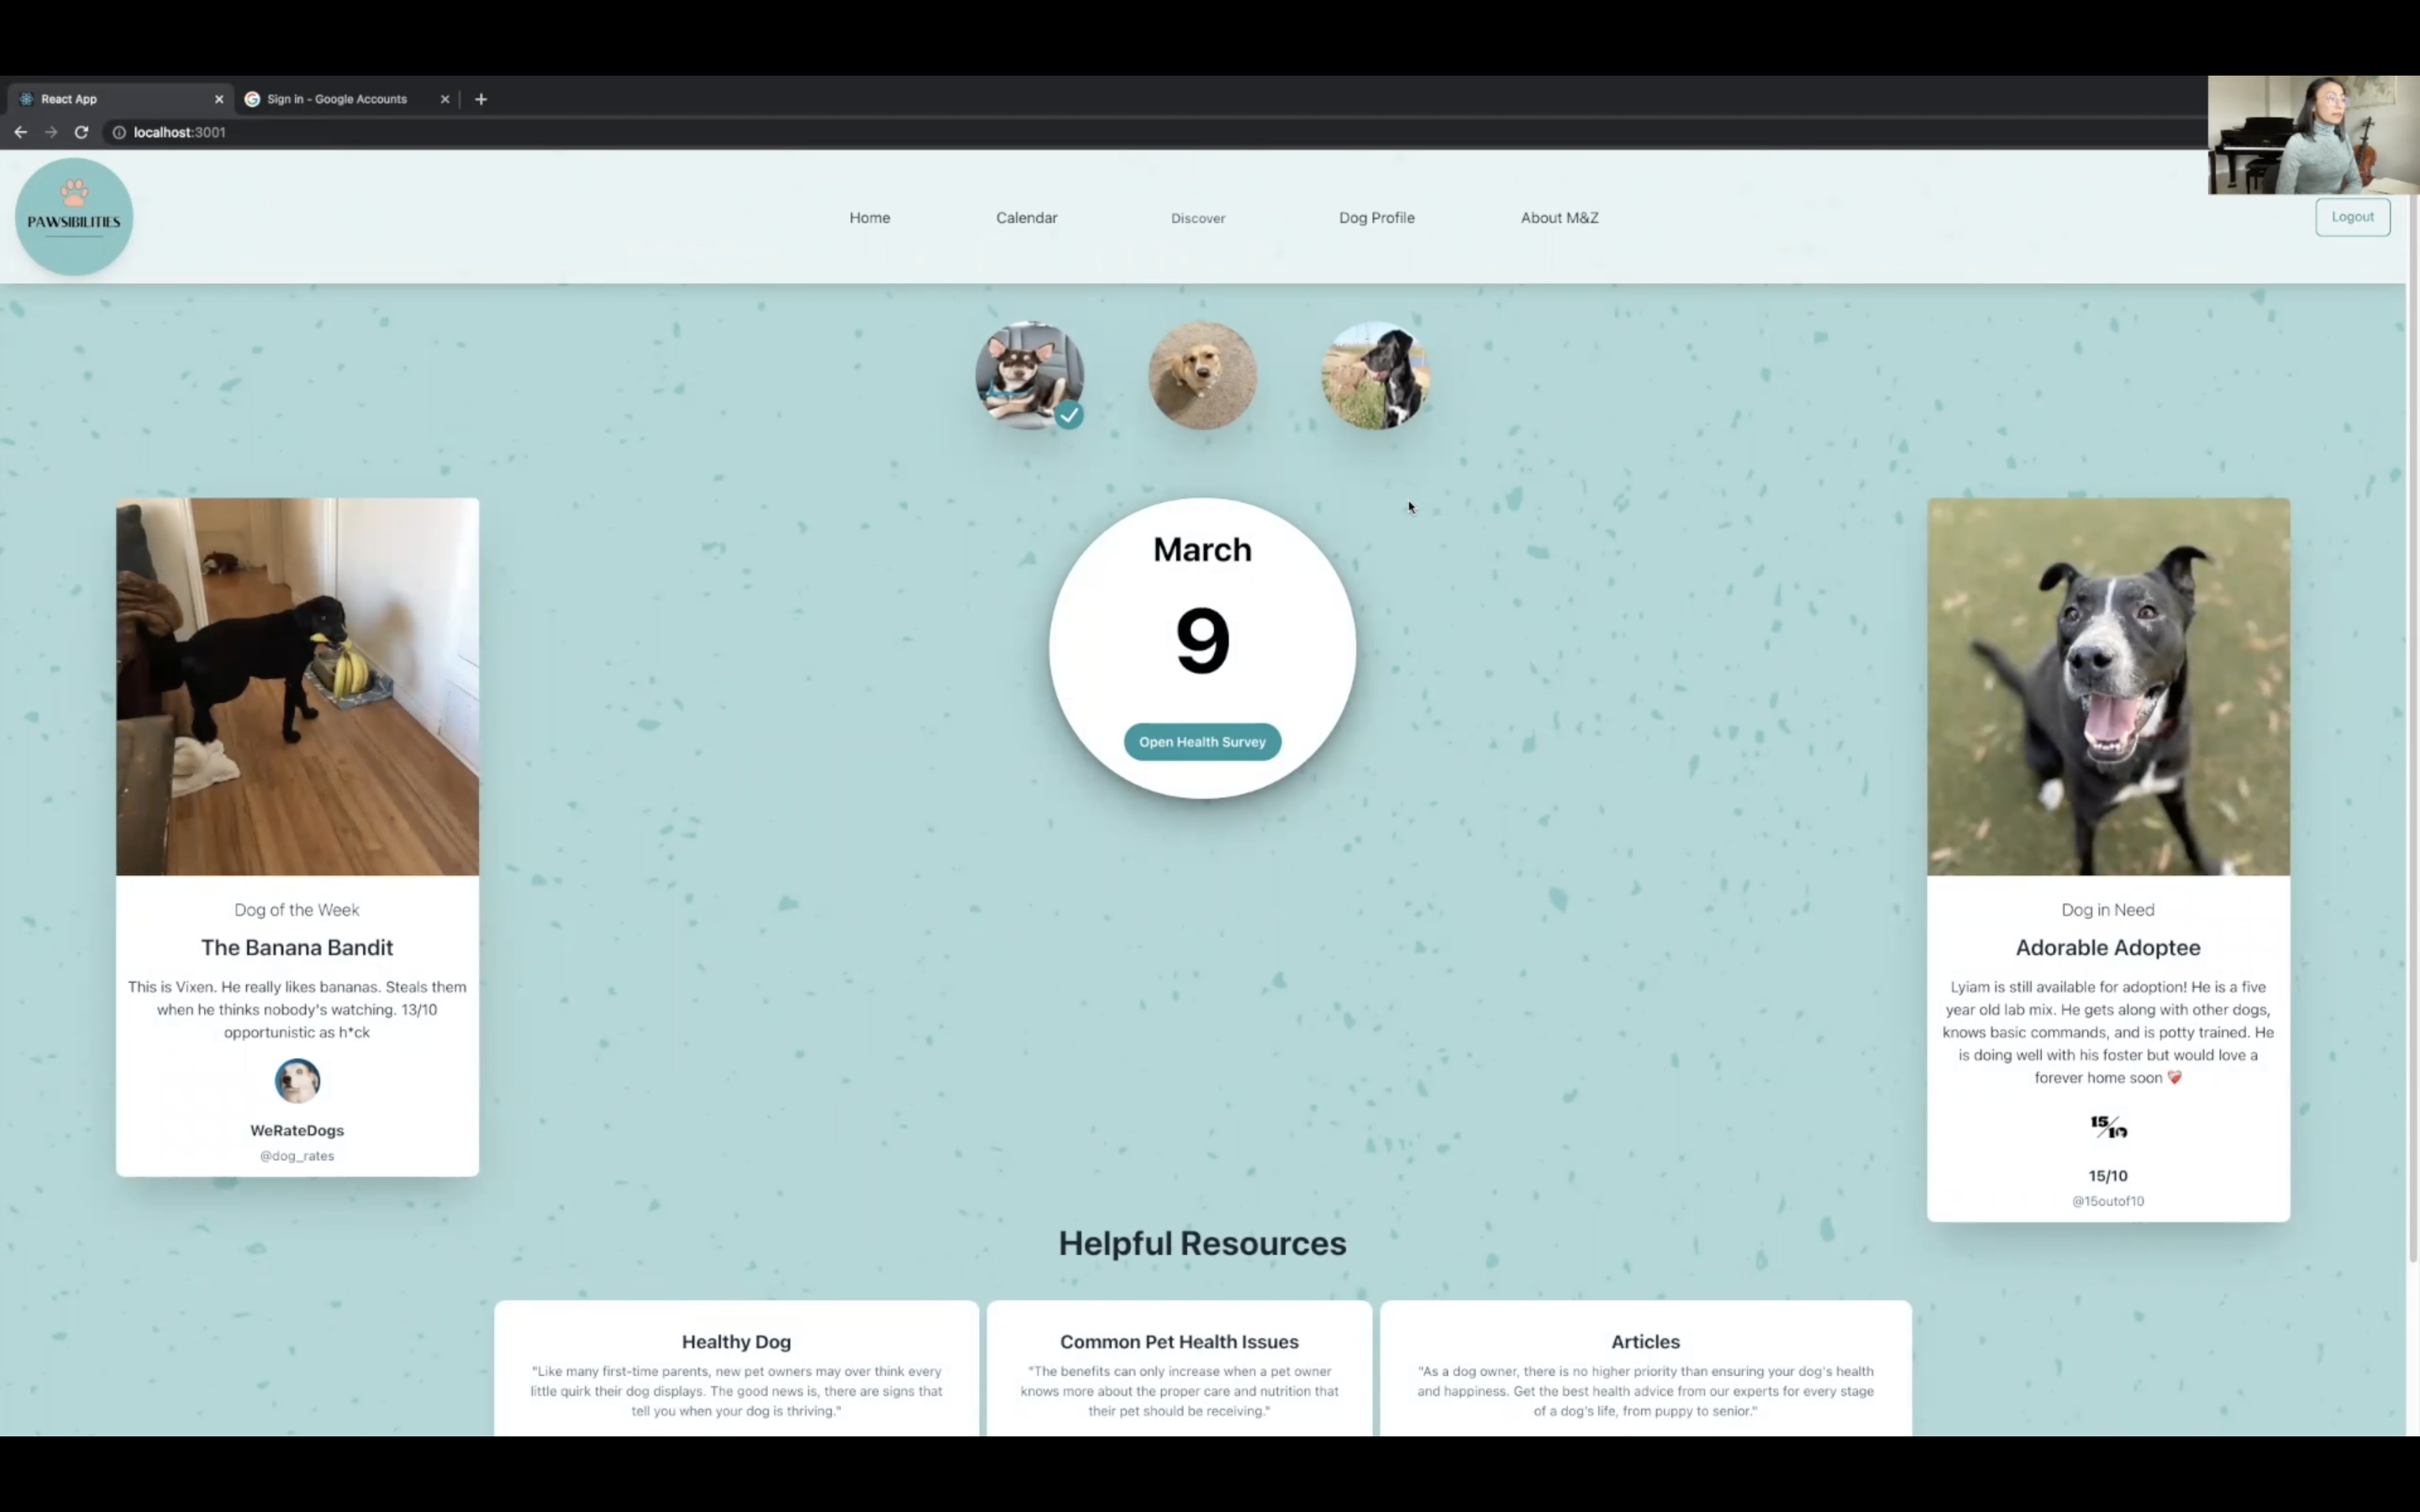 React App
Sign in - Google Accounts
localhost:3001
PAWSIBILITIES
Home
Calendar
Discover
Dog Profile
About M&Z
Logout
March
9
Open Health Survey
Dog of the Week
The Banana Bandit
This is Vixen. He really likes bananas. Steals them
when he thinks nobody's watching. 13/10
opportunistic as h*ck
WeRateDogs
@dog_rates
Dog in Need
Adorable Adoptee
Lyiam is still available for adoption! He is a five
year old lab mix. He gets along with other dogs,
knows basic commands, and is potty trained. He
is doing well with his foster but would love a
forever home soon ❤️‍🩹
15/10
15/10
@15outof10
Helpful Resources
Healthy Dog
"Like many first-time parents, new pet owners may over think every
little quirk their dog displays. The good news is, there are signs that
tell you when your dog is thriving."
Common Pet Health Issues
"The benefits can only increase when a pet owner
knows more about the proper care and nutrition that
their pet should be receiving."
Articles
"As a dog owner, there is no higher priority than ensuring your dog's health
and happiness. Get the best health advice from our experts for every stage
of a dog's life, from puppy to senior."